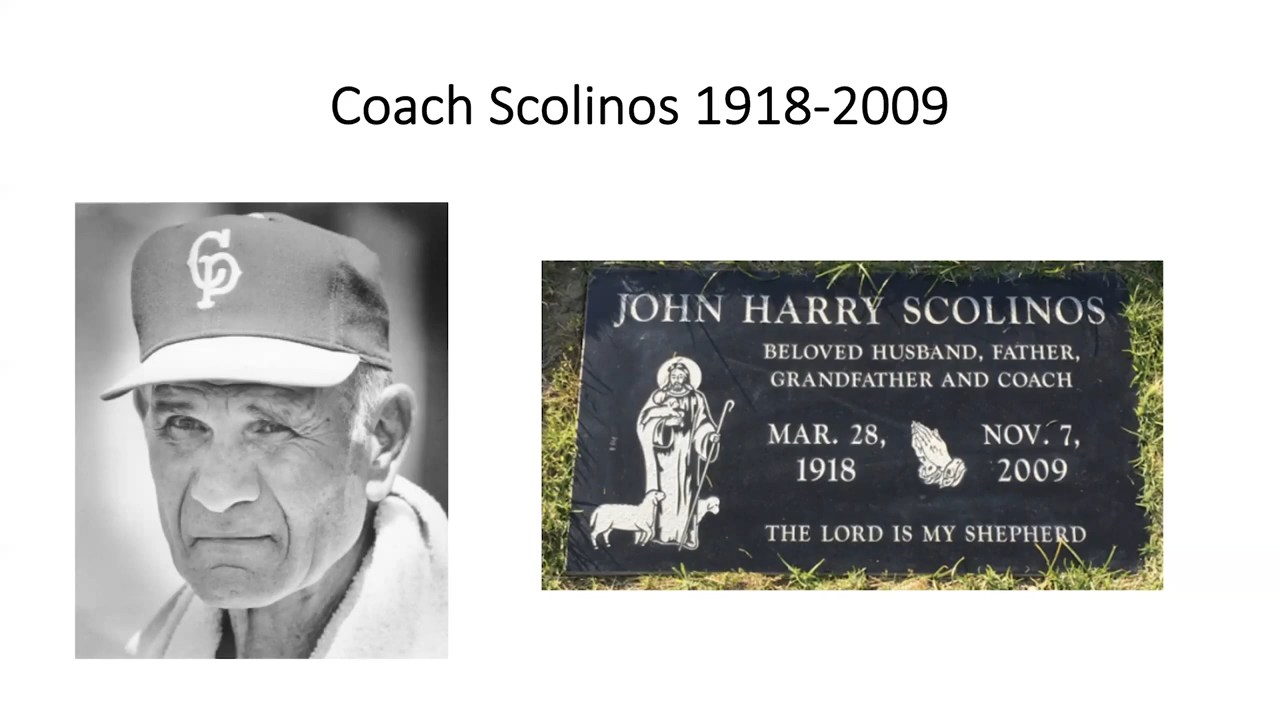 Coach Scolinos 1918-2009
CP
JOHN HARRY SCOLINOS
BELOVED HUSBAND, FATHER,
GRANDFATHER AND COACH
MAR. 28, NOV. 7,
1918 2009
THE LORD IS MY SHEPHERD